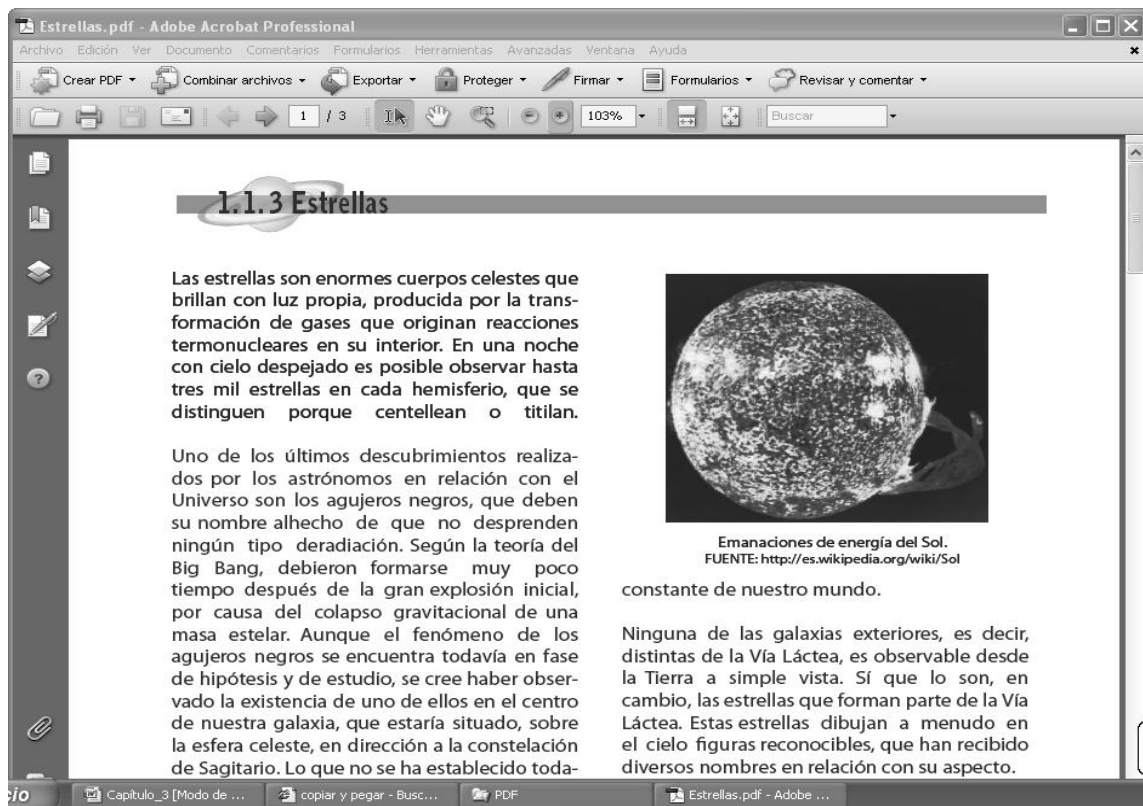 Estrellas.pdf - Adobe Acrobat Professional
Archivo Edición Ver Documento Comentarios Formularios Herramientas Avanzadas Ventana Ayuda
Crear PDF Combinar archivos Exportar Proteger Firmar Formularios Revisar y comentar
1 / 3 103% Buscar
1.1.3 Estrellas
Las estrellas son enormes cuerpos celestes que
brillan con luz propia, producida por la trans-
formación de gases que originan reacciones
termonucleares en su interior. En una noche
con cielo despejado es posible observar hasta
tres mil estrellas en cada hemisferio, que se
distinguen porque centellean o titilan.
Uno de los últimos descubrimientos realiza-
dos por los astrónomos en relación con el
Universo son los agujeros negros, que deben
su nombre alhecho de que no desprenden
ningún tipo deradiación. Según la teoría del
Big Bang, debieron formarse muy poco
tiempo después de la gran explosión inicial,
por causa del colapso gravitacional de una
masa estelar. Aunque el fenómeno de los
agujeros negros se encuentra todavía en fase
de hipótesis y de estudio, se cree haber obser-
vado la existencia de uno de ellos en el centro
de nuestra galaxia, que estaría situado, sobre
la esfera celeste, en dirección a la constelación
de Sagitario. Lo que no se ha establecido toda-
Emanaciones de energía del Sol.
FUENTE: http://es.wikipedia.org/wiki/Sol
constante de nuestro mundo.
Ninguna de las galaxias exteriores, es decir,
distintas de la Vía Láctea, es observable desde
la Tierra a simple vista. Sí que lo son, en
cambio, las estrellas que forman parte de la Vía
Láctea. Estas estrellas dibujan a menudo en
el cielo figuras reconocibles, que han recibido
diversos nombres en relación con su aspecto.
cio Capítulo_3 [Modo de ... copiar y pegar - Busc... PDF Estrellas.pdf - Adobe ...